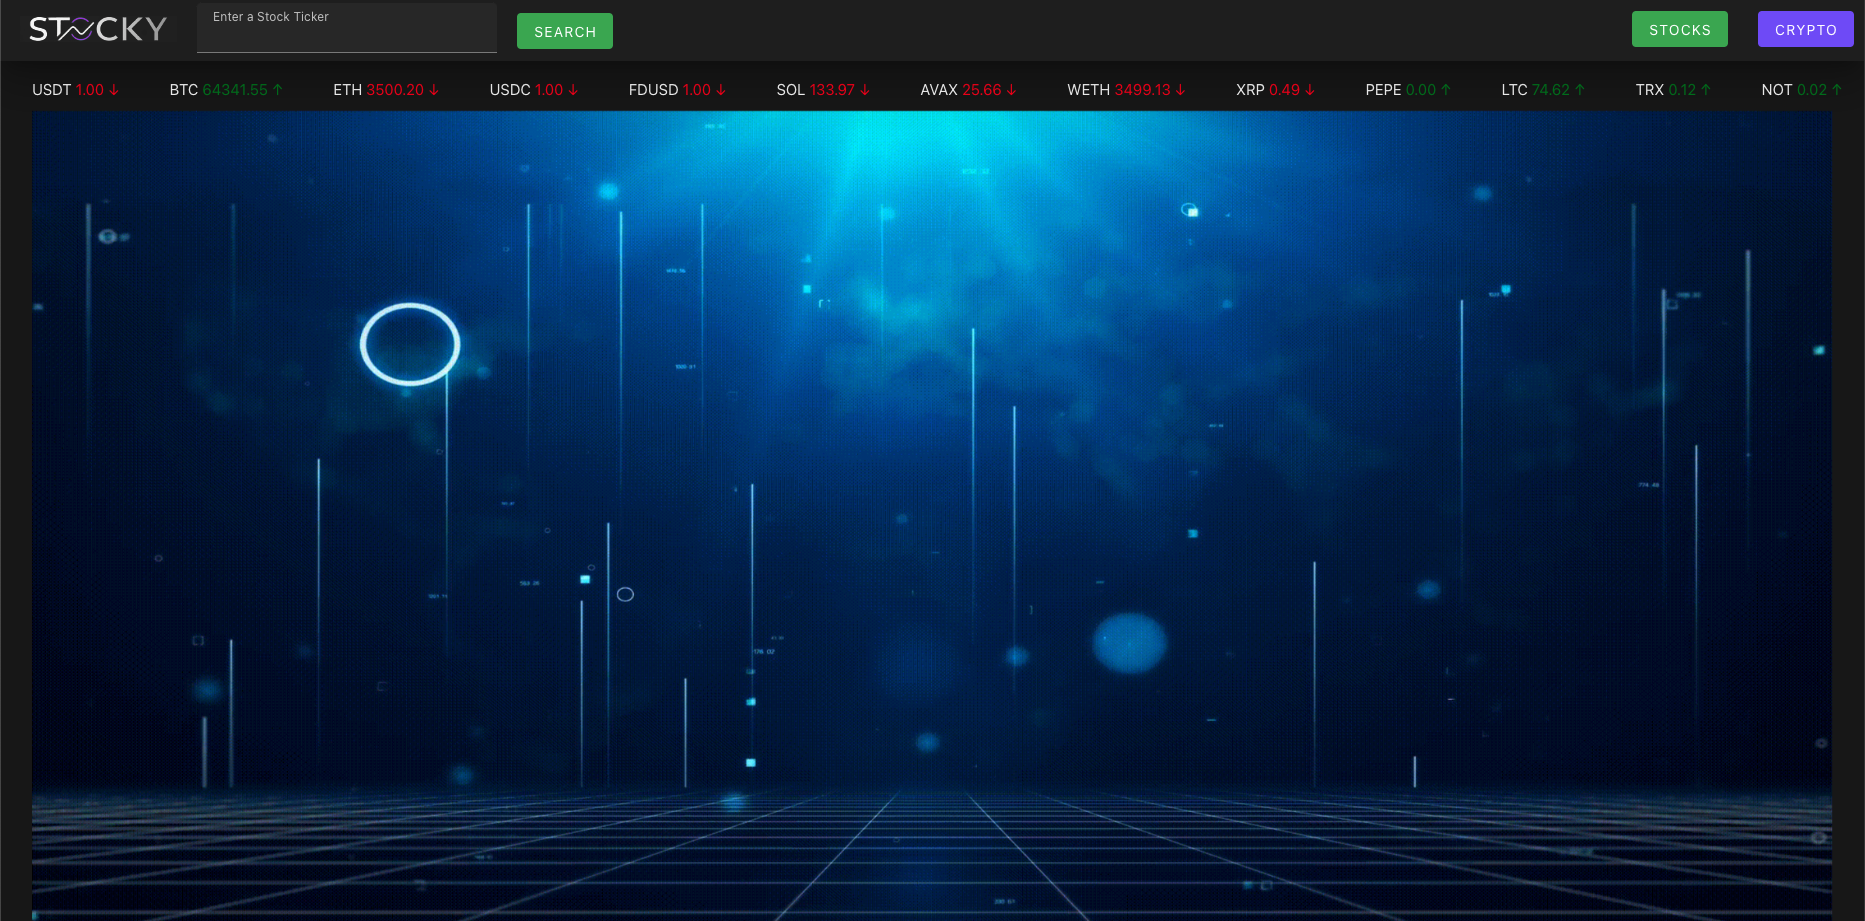 STOCKY
Enter a Stock Ticker
SEARCH
STOCKS
CRYPTO
USDT 1.00 ↓ BTC 64341.55 ↑ ETH 3500.20 ↓ USDC 1.00 ↓ FDUSD 1.00 ↓ SOL 133.97 ↓ AVAX 25.66 ↓ WETH 3499.13 ↓ XRP 0.49 ↓ PEPE 0.00 ↑ LTC 74.62 ↑ TRX 0.12 ↑ NOT 0.02 ↑